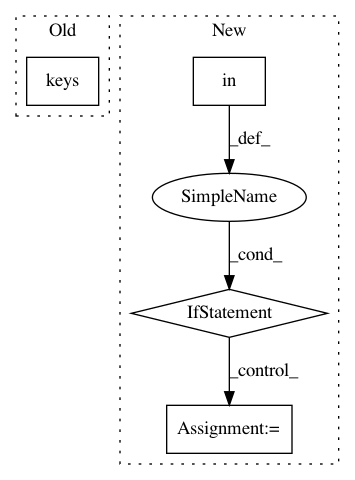 Old
New
keys
in
_def_
SimpleName
_cond_
IfStatement
_control_
Assignment:=